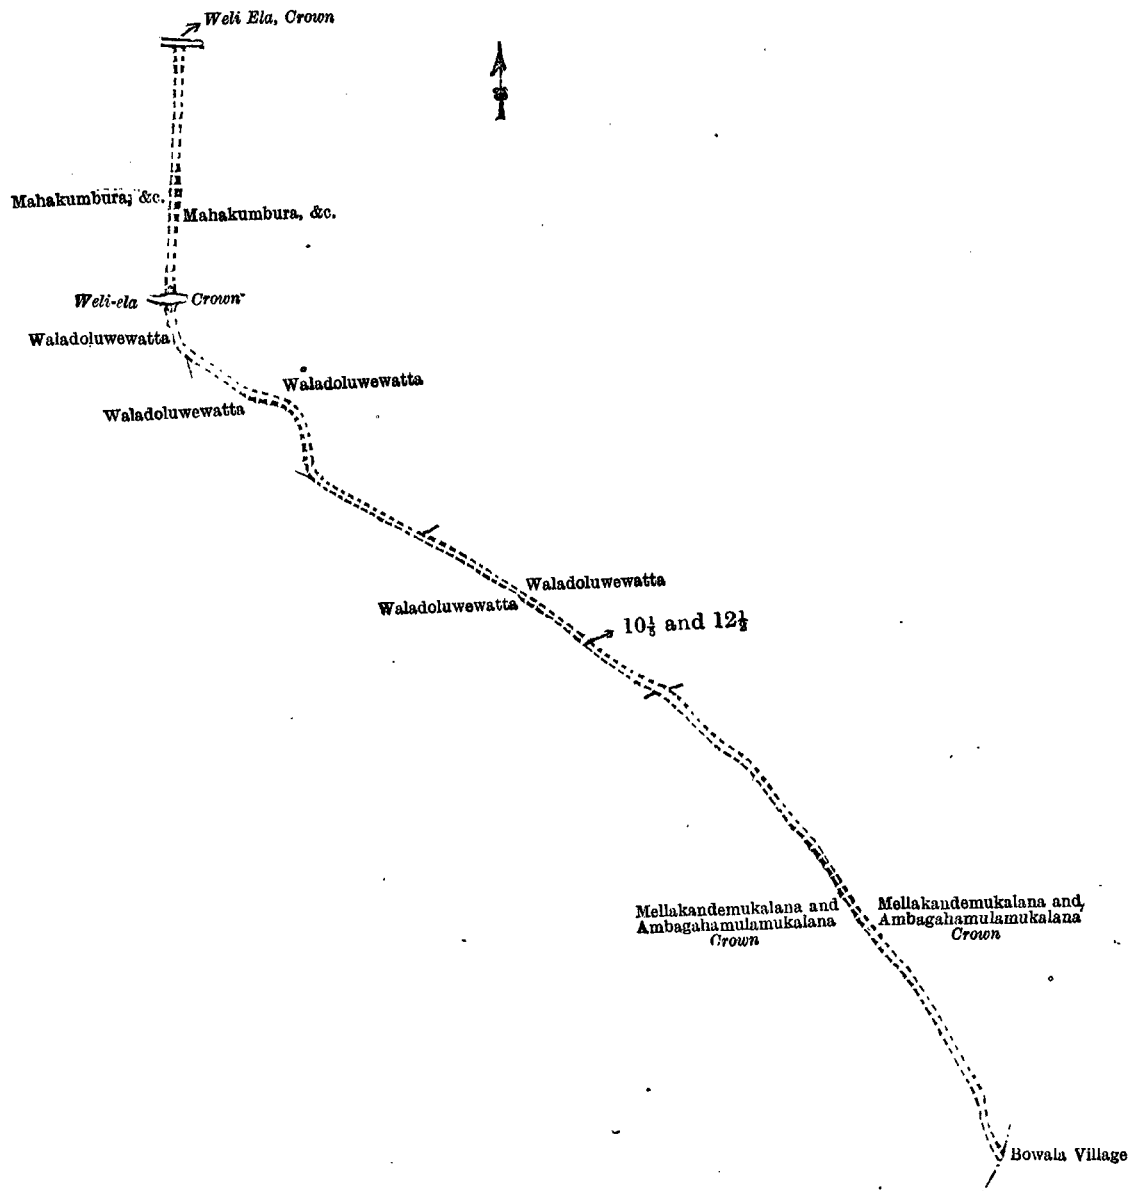 Weli Ela, Crown
Mahakumbura, &c.
Mahakumbura, &c.
Weli-ela
Crown
Waladoluwewatta
Waladoluwewatta
Waladoluwewatta
Waladoluwewatta
Waladoluwewatta
10⅕ and 12½
Mellakandemukalana and
Ambagahamulamukalana
Crown
Mellakandemukalana and
Ambagahamulamukalana
Crown
Bowala Village